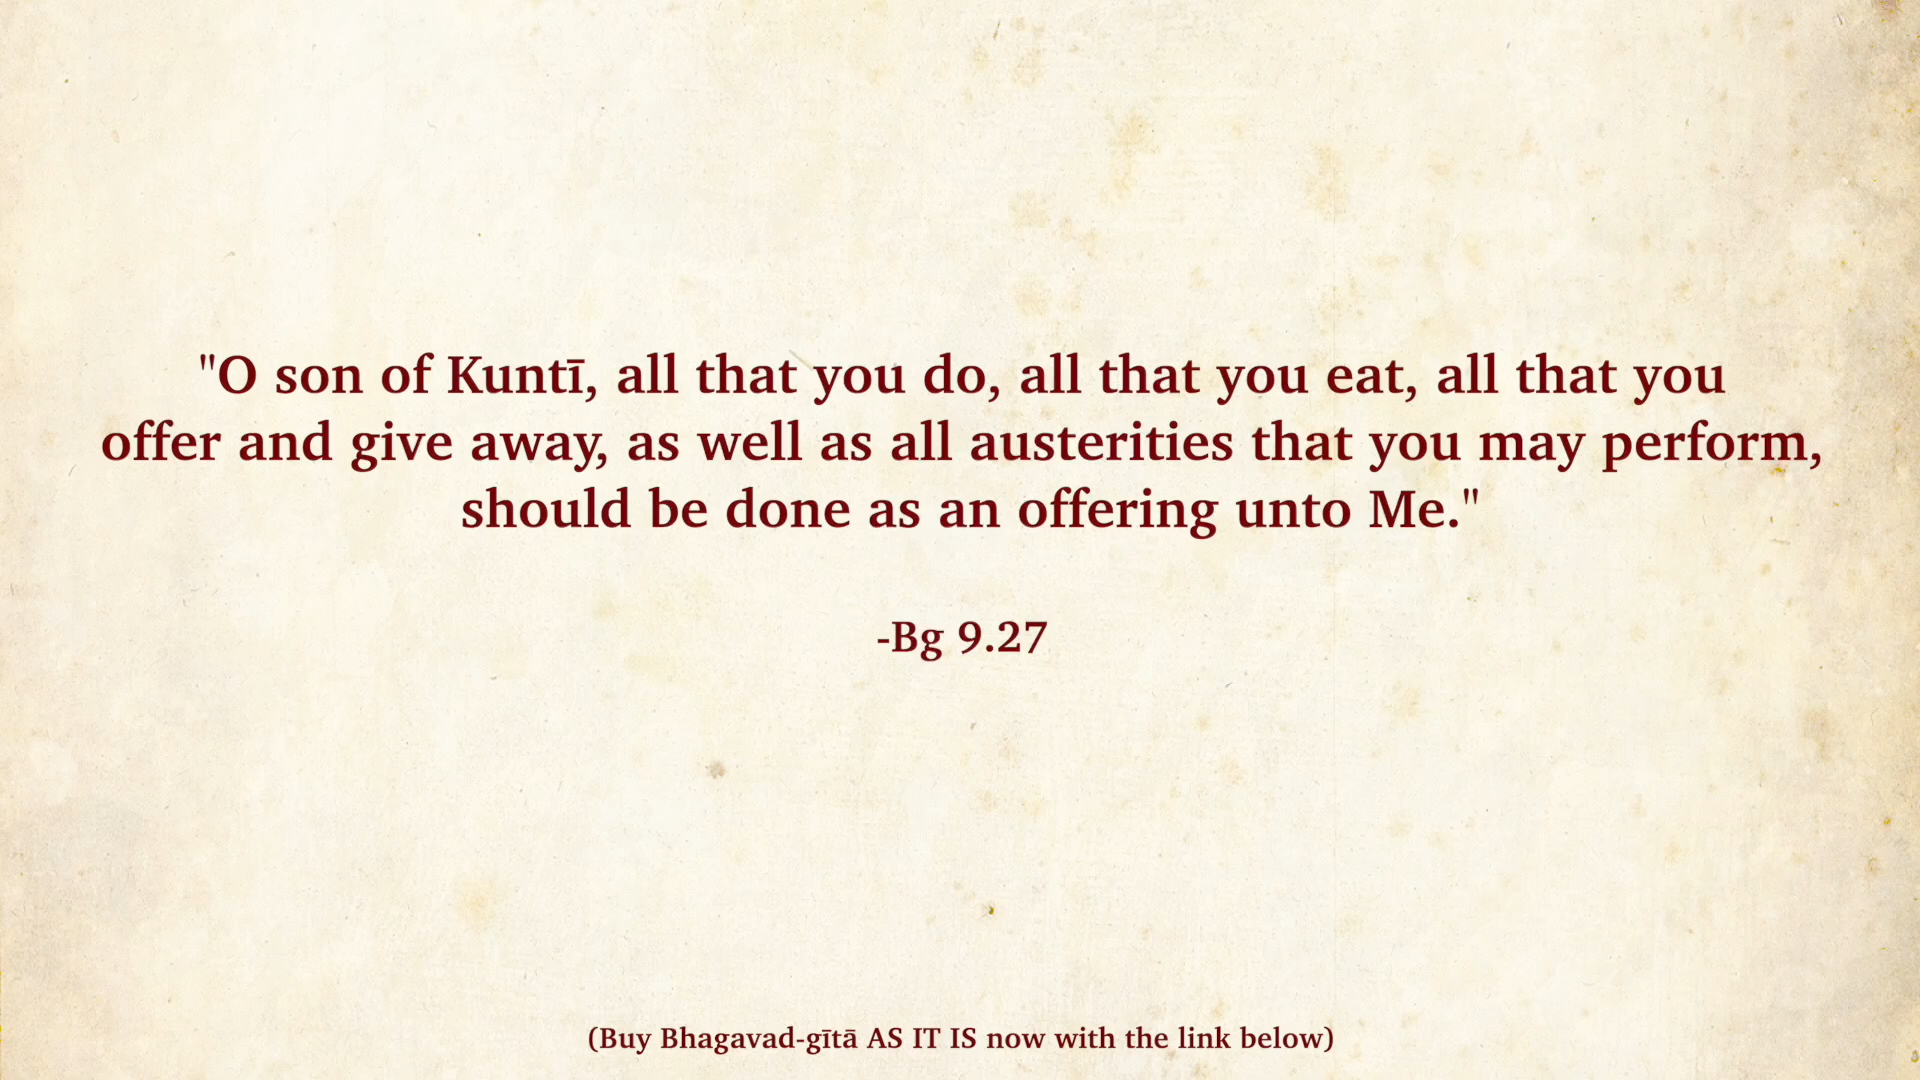 "O son of Kuntī, all that you do, all that you eat, all that you
offer and give away, as well as all austerities that you may perform,
should be done as an offering unto Me."
-Bg 9.27
(Buy Bhagavad-gītā AS IT IS now with the link below)